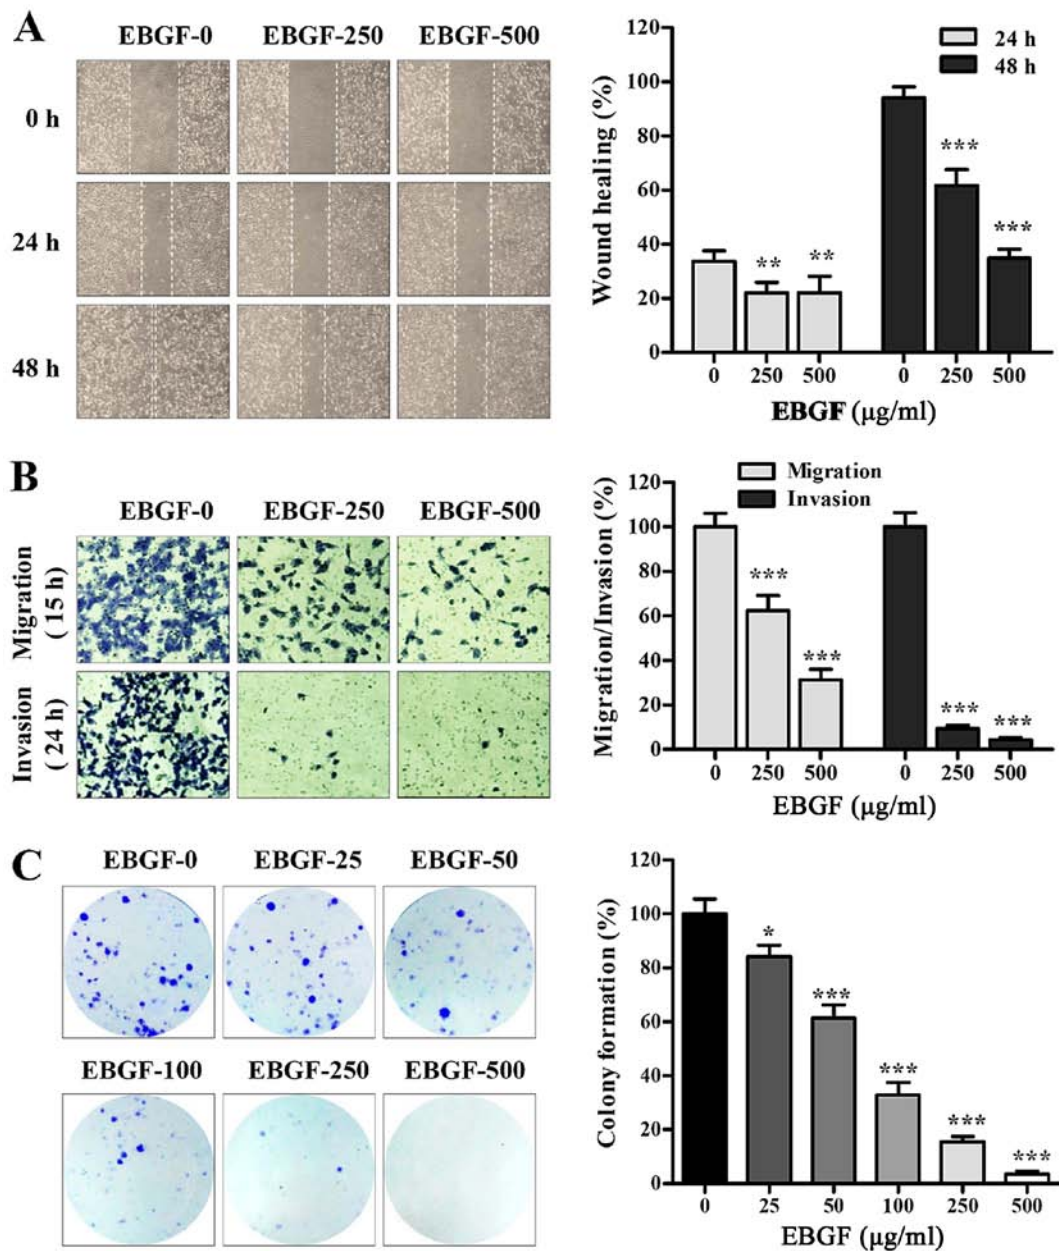 A
EBGF-0 EBGF-250 EBGF-500
0 h
24 h
48 h
Wound healing (%)
120
100
80
60
40
20
0
24 h
48 h
** ** *** ***
0 250 500 0 250 500
EBGF (μg/ml)
B
EBGF-0 EBGF-250 EBGF-500
Migration
( 15 h)
Invasion
( 24 h)
Migration/Invasion (%)
120
100
80
60
40
20
0
Migration
Invasion
*** *** *** ***
0 250 500 0 250 500
EBGF (μg/ml)
C
EBGF-0 EBGF-25 EBGF-50
EBGF-100 EBGF-250 EBGF-500
Colony formation (%)
120
100
80
60
40
20
0
* *** *** *** ***
0 25 50 100 250 500
EBGF (μg/ml)